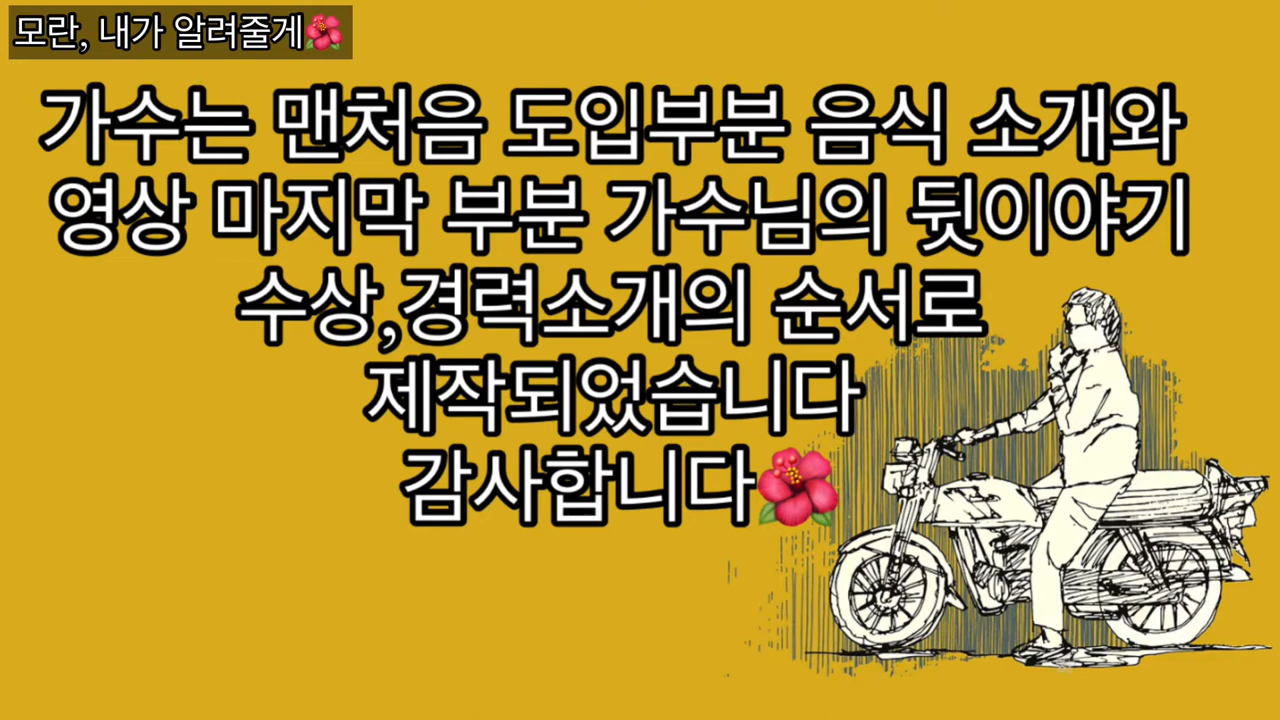 모란, 내가 알려줄게🌺
가수는 맨처음 도입부분 음식 소개와
영상 마지막 부분 가수님의 뒷이야기
수상,경력소개의 순서로
제작되었습니다
감사합니다🌺